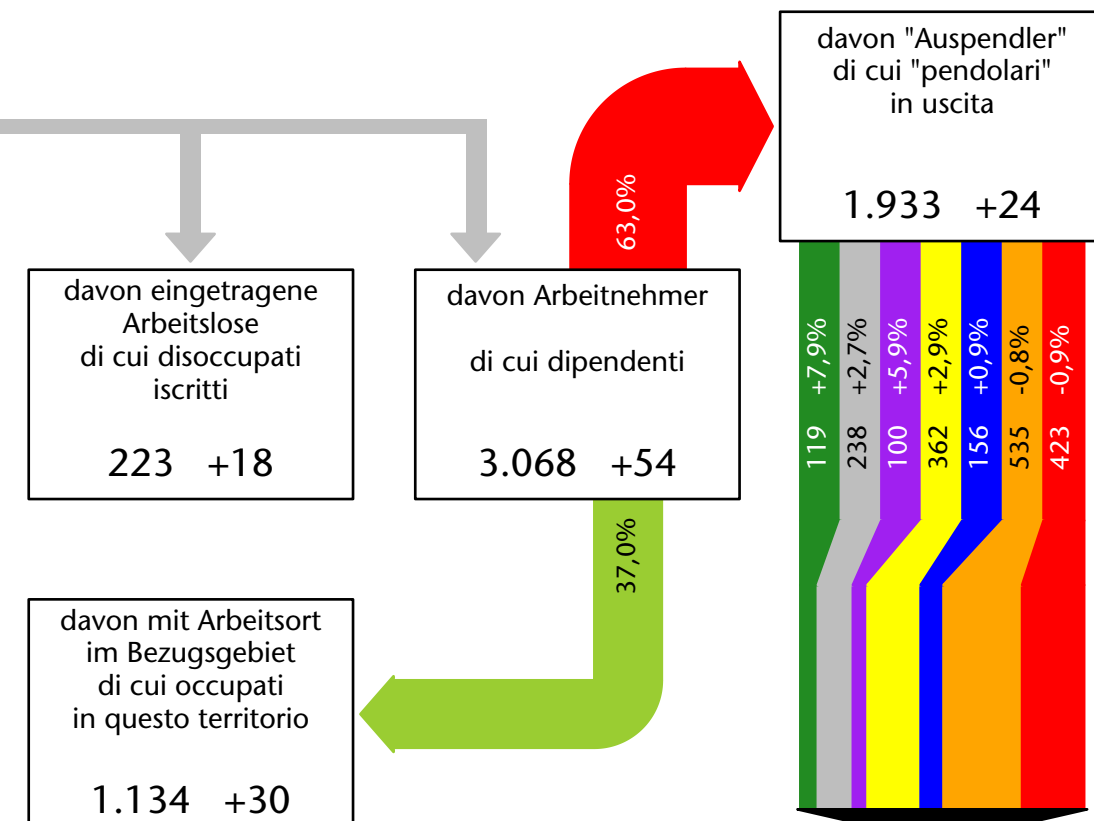 davon "Auspendler"
di cui "pendolari"
in uscita
1.933 +24
63,0%
davon eingetragene
Arbeitslose
di cui disoccupati
iscritti
223 +18
davon Arbeitnehmer
di cui dipendenti
3.068 +54
119 +7,9%
238 +2,7%
100 +5,9%
362 +2,9%
156 +0,9%
535 -0,8%
423 -0,9%
37,0%
davon mit Arbeitsort
im Bezugsgebiet
di cui occupati
in questo territorio
1.134 +30